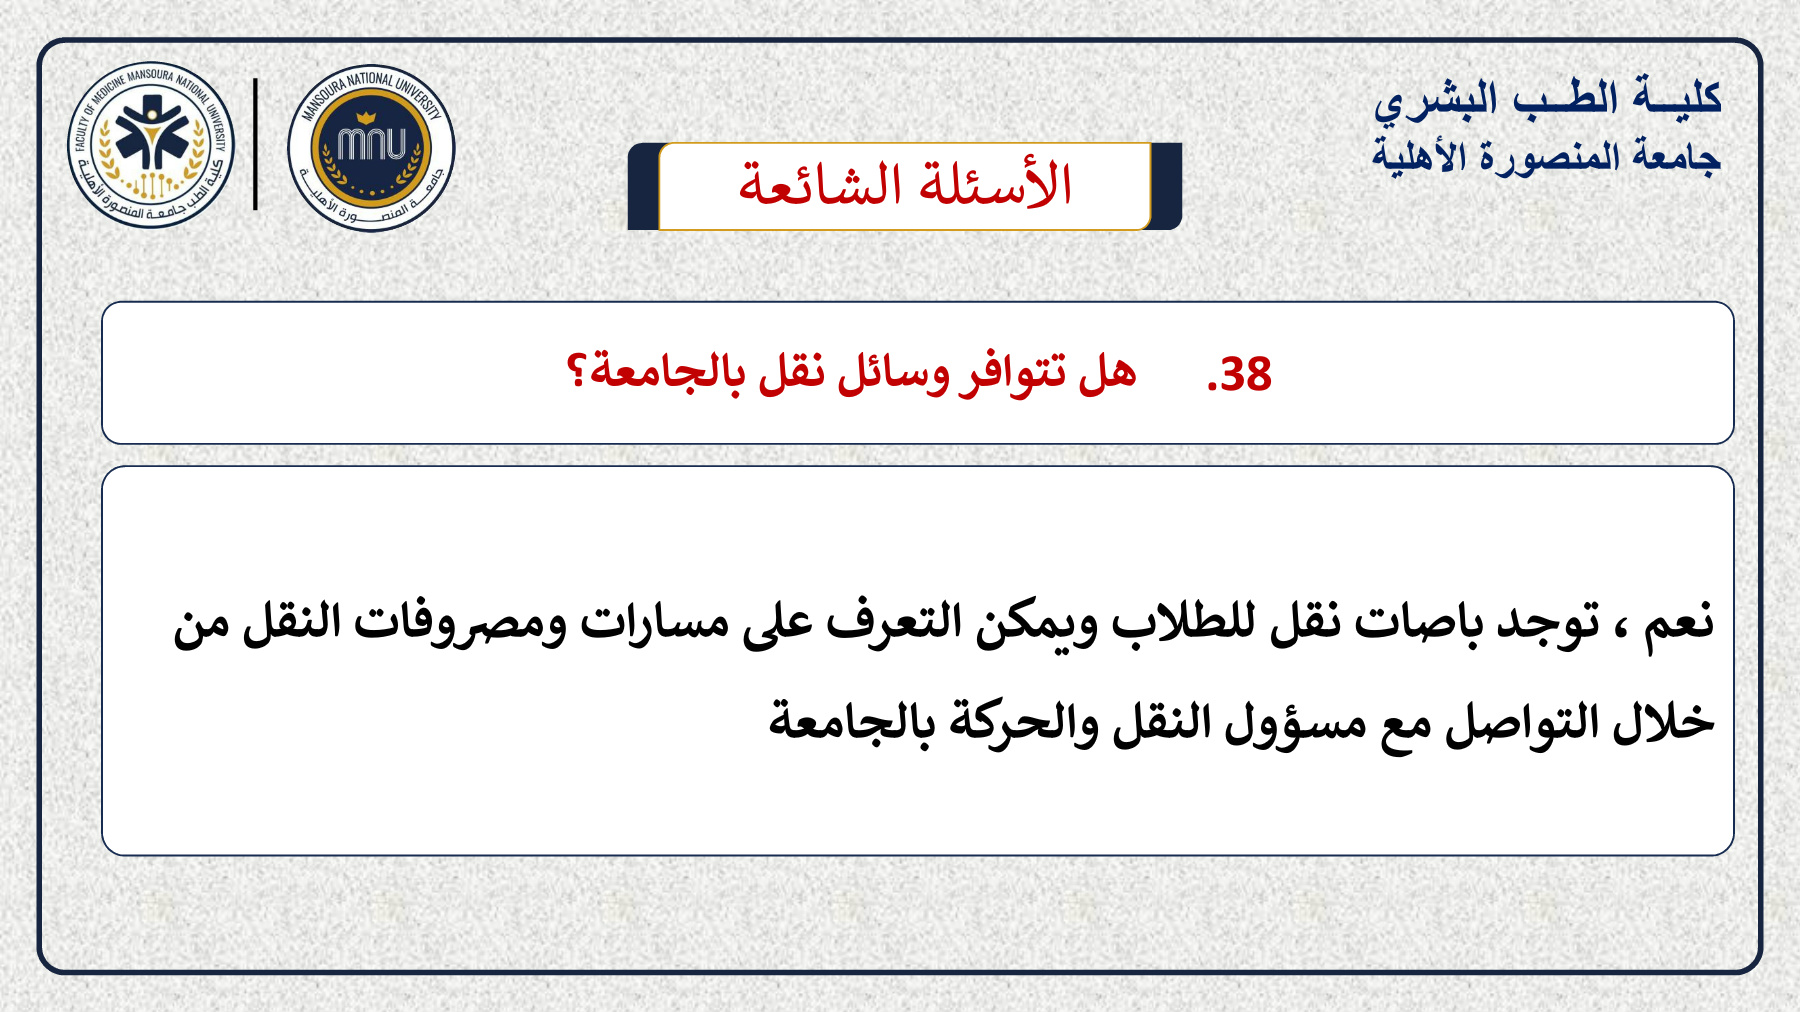 كليـــة الطـــب البشري
جامعة المنصورة الأهلية
FACULTY OF MEDICINE MANSOURA NATIONAL UNIVERSITY
كلية الطب جامعة المنصورة الأهلية
MANSOURA NATIONAL UNIVERSITY
mnu
جامعة المنصورة الأهلية
الأسئلة الشائعة
38. هل تتوافر وسائل نقل بالجامعة؟
نعم ، توجد باصات نقل للطلاب ويمكن التعرف على مسارات ومصروفات النقل من
خلال التواصل مع مسؤول النقل والحركة بالجامعة